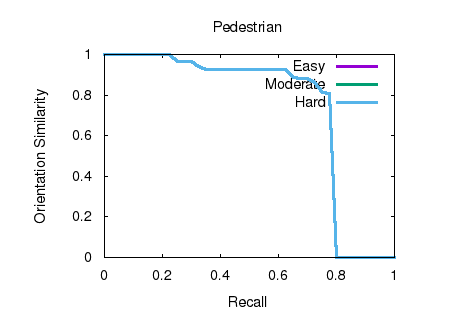 Pedestrian
Orientation Similarity
1
0.8
0.6
0.4
0.2
0
Easy
Moderate
Hard
0 0.2 0.4 0.6 0.8 1
Recall